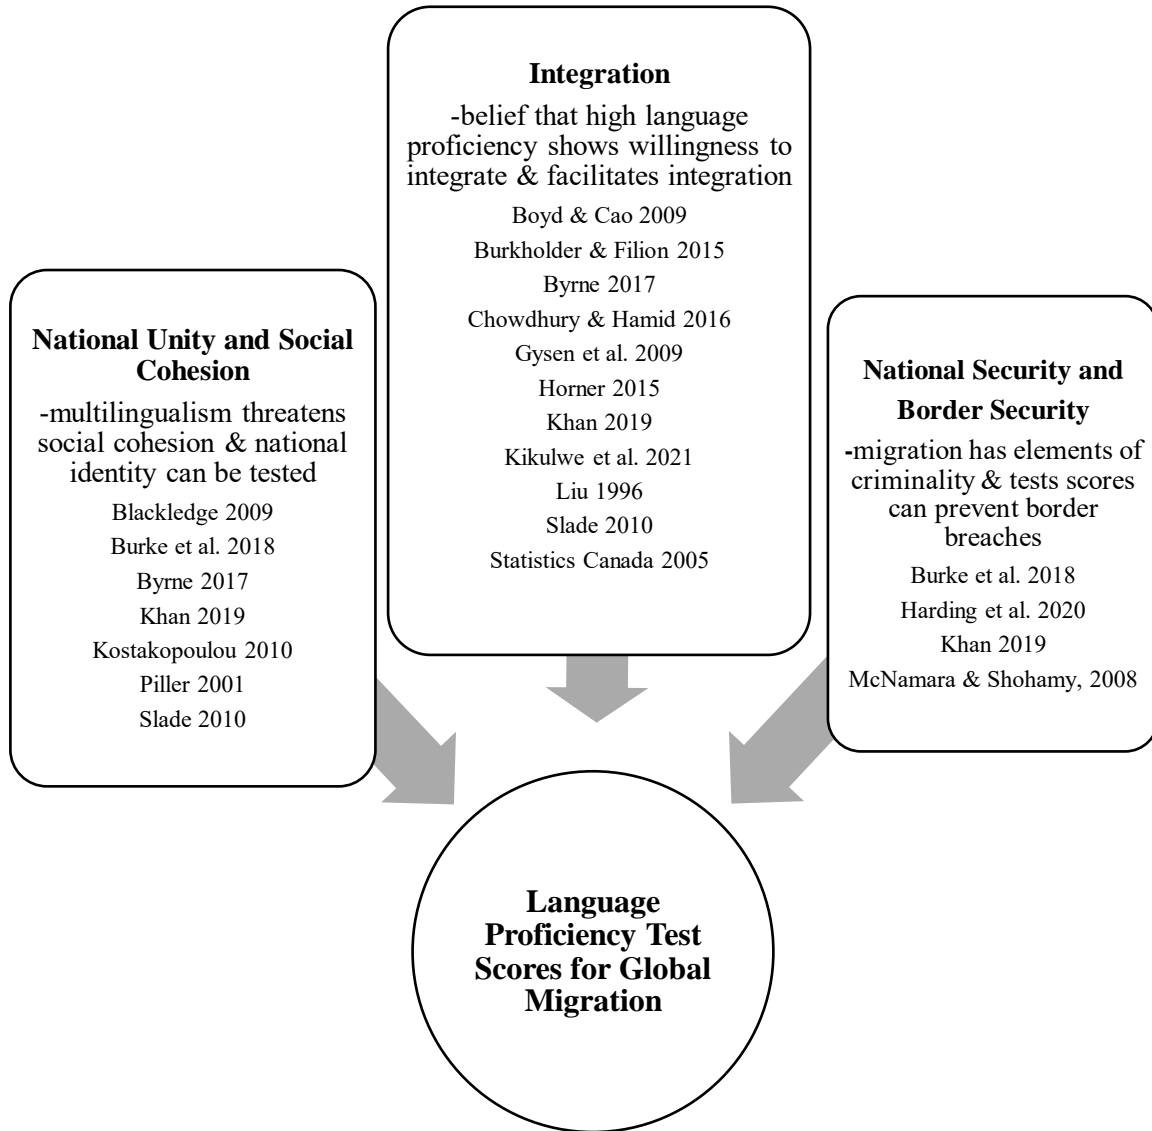 Integration
-belief that high language
proficiency shows willingness to
integrate & facilitates integration
Boyd & Cao 2009
Burkholder & Filion 2015
Byrne 2017
Chowdhury & Hamid 2016
Gysen et al. 2009
Horner 2015
Khan 2019
Kikulwe et al. 2021
Liu 1996
Slade 2010
Statistics Canada 2005
National Unity and Social
Cohesion
-multilingualism threatens
social cohesion & national
identity can be tested
Blackledge 2009
Burke et al. 2018
Byrne 2017
Khan 2019
Kostakopoulou 2010
Piller 2001
Slade 2010
National Security and
Border Security
-migration has elements of
criminality & tests scores
can prevent border
breaches
Burke et al. 2018
Harding et al. 2020
Khan 2019
McNamara & Shohamy, 2008
Language
Proficiency Test
Scores for Global
Migration